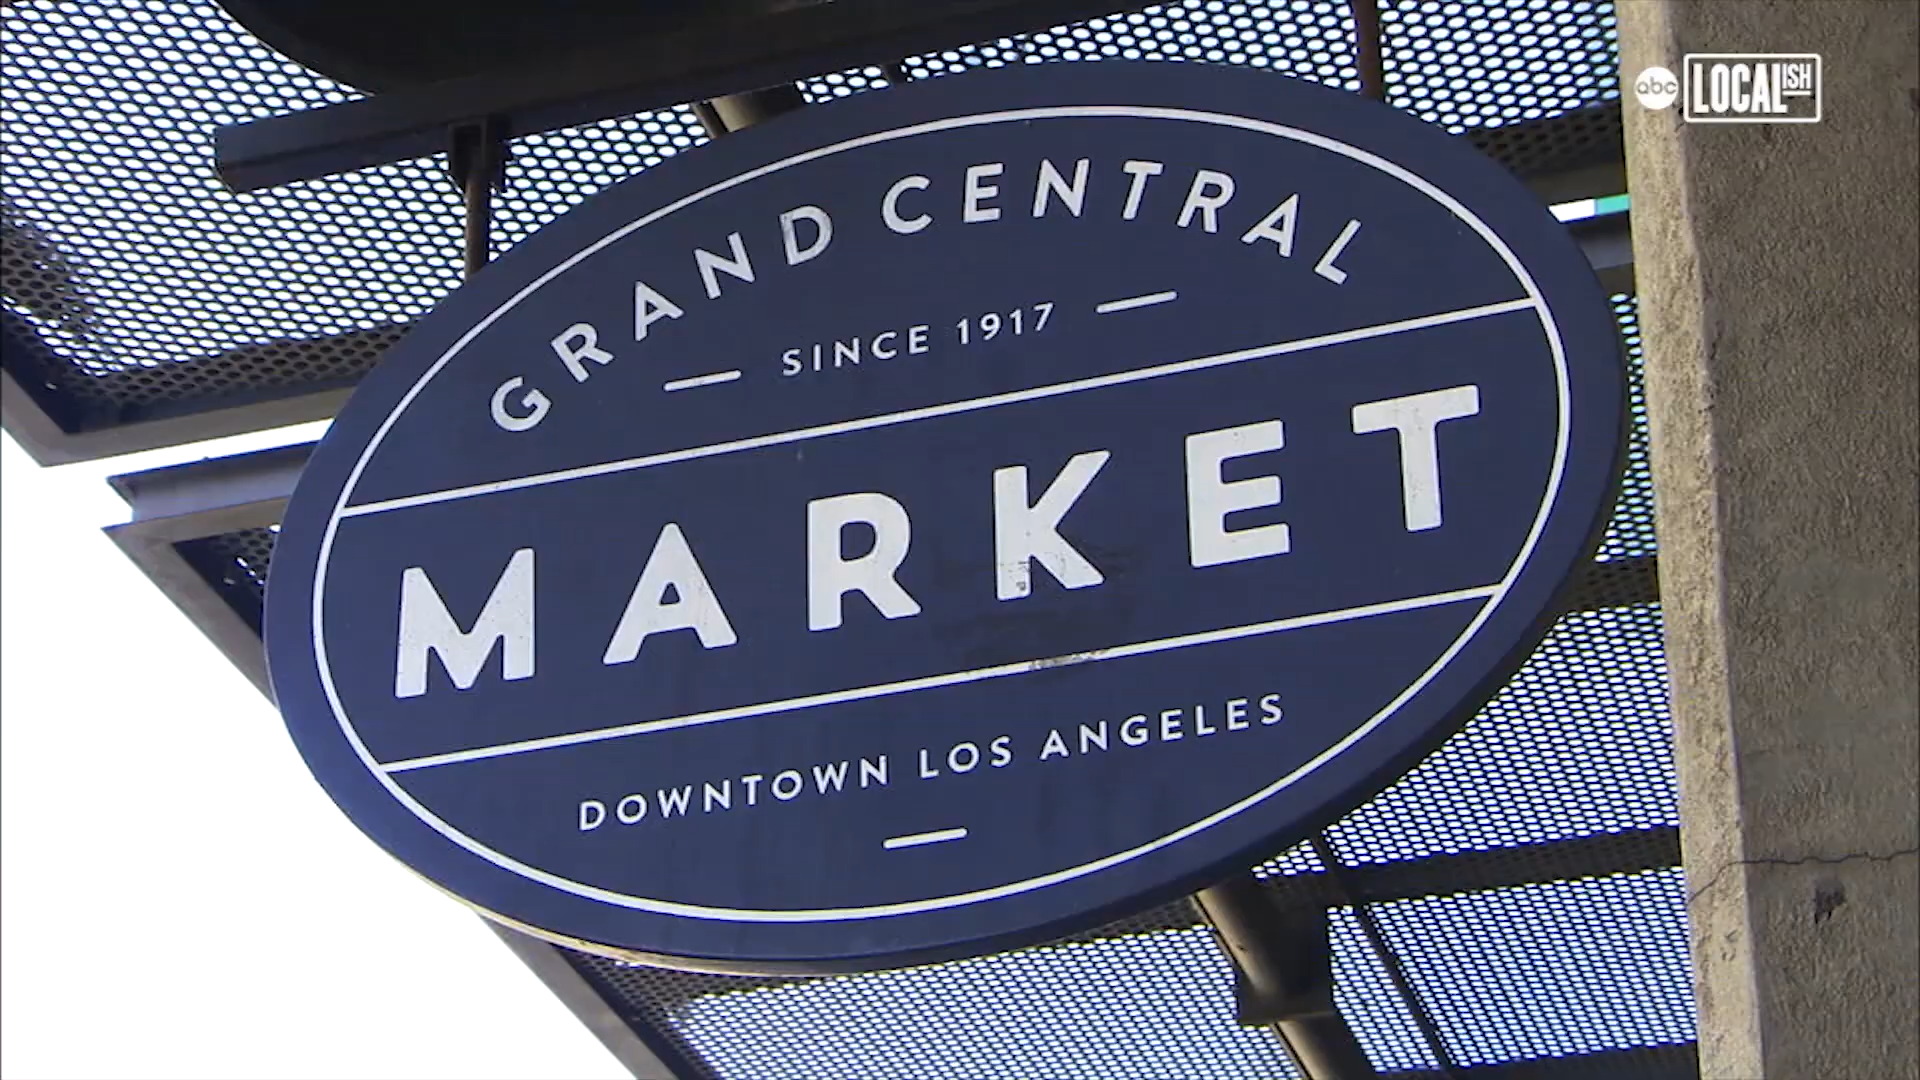 GRAND CENTRAL
SINCE 1917
MARKET
DOWNTOWN LOS ANGELES
abc LOCALISH